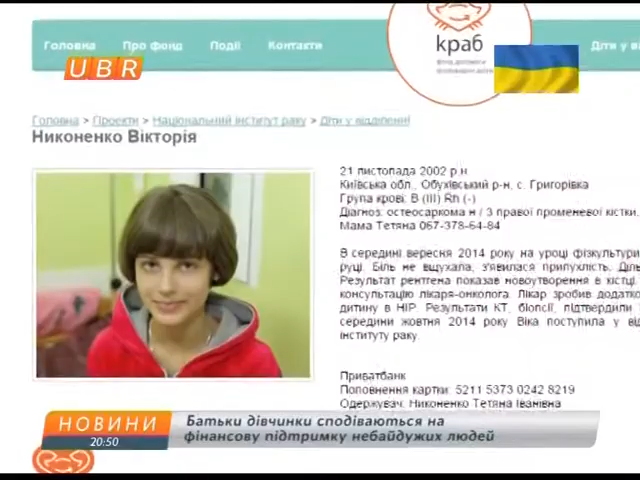 Головна Про фонд Події Контакти
краб
Діти у ві
UBR
Головна > Проекти > Національний інститут раку > Діти у відділенні
Никоненко Вікторія
21 листопада 2002 р.н
Київська обл., Обухівський р-н, с. Григорівка
Група крові: B (III) Rh (-)
Діагноз: остеосаркома н / 3 правої променевої кістки.
Мама Тетяна 067-378-64-84
В середині вересня 2014 року на уроці фізкультури
руці. Біль не вщухала, з'явилася припухлість. Діль
Результат рентгена показав новоутворення в кістці.
консультацію лікаря-онколога. Лікар зробив додатко
дитину в НІР. Результати КТ, біопсії, підтвердили
середини жовтня 2014 року Віка поступила у ві
інституту раку.
Приватбанк
Поповнення картки: 5211 5373 0242 8219
Одержувач: Никоненко Тетяна Іванівна
НОВИНИ
20:50
Батьки дівчинки сподіваються на
фінансову підтримку небайдужих людей